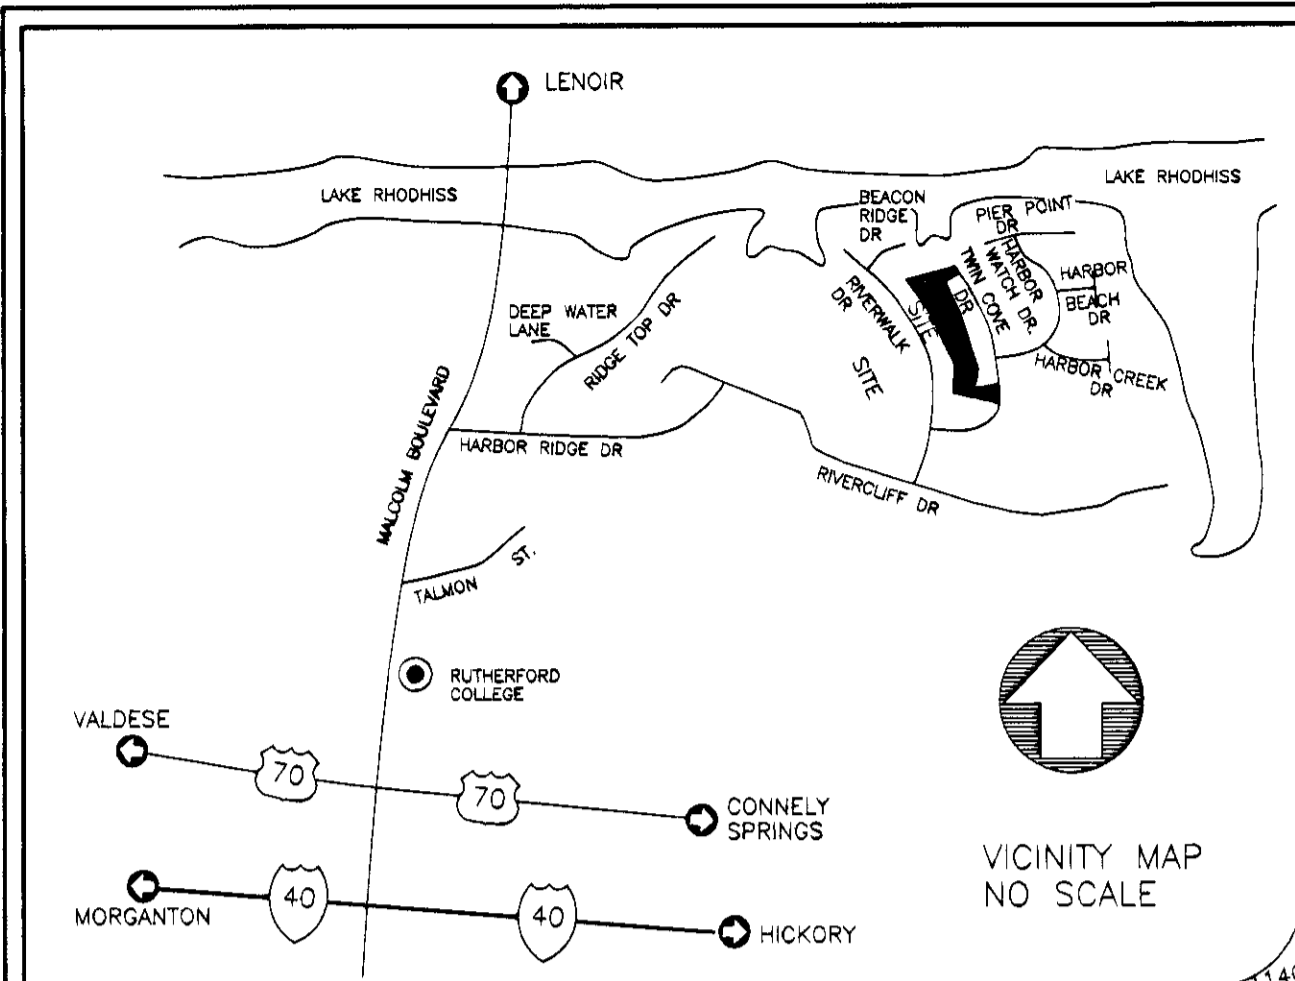 LENOIR
LAKE RHODHISS
LAKE RHODHISS
BEACON
RIDGE
DR
PIER POINT
DR
HARBOR
WATCH DR.
TWIN COVE
DR
HARBOR
BEACH
DR
HARBOR CREEK
DR
RIVERWALK
DR
SITE
SITE
DEEP WATER
LANE
RIDGE TOP DR
MALCOLM BOULEVARD
HARBOR RIDGE DR
RIVERCLIFF DR
TALMON ST.
RUTHERFORD
COLLEGE
VALDESE
70
70
CONNELY
SPRINGS
VICINITY MAP
NO SCALE
40
40
MORGANTON
HICKORY